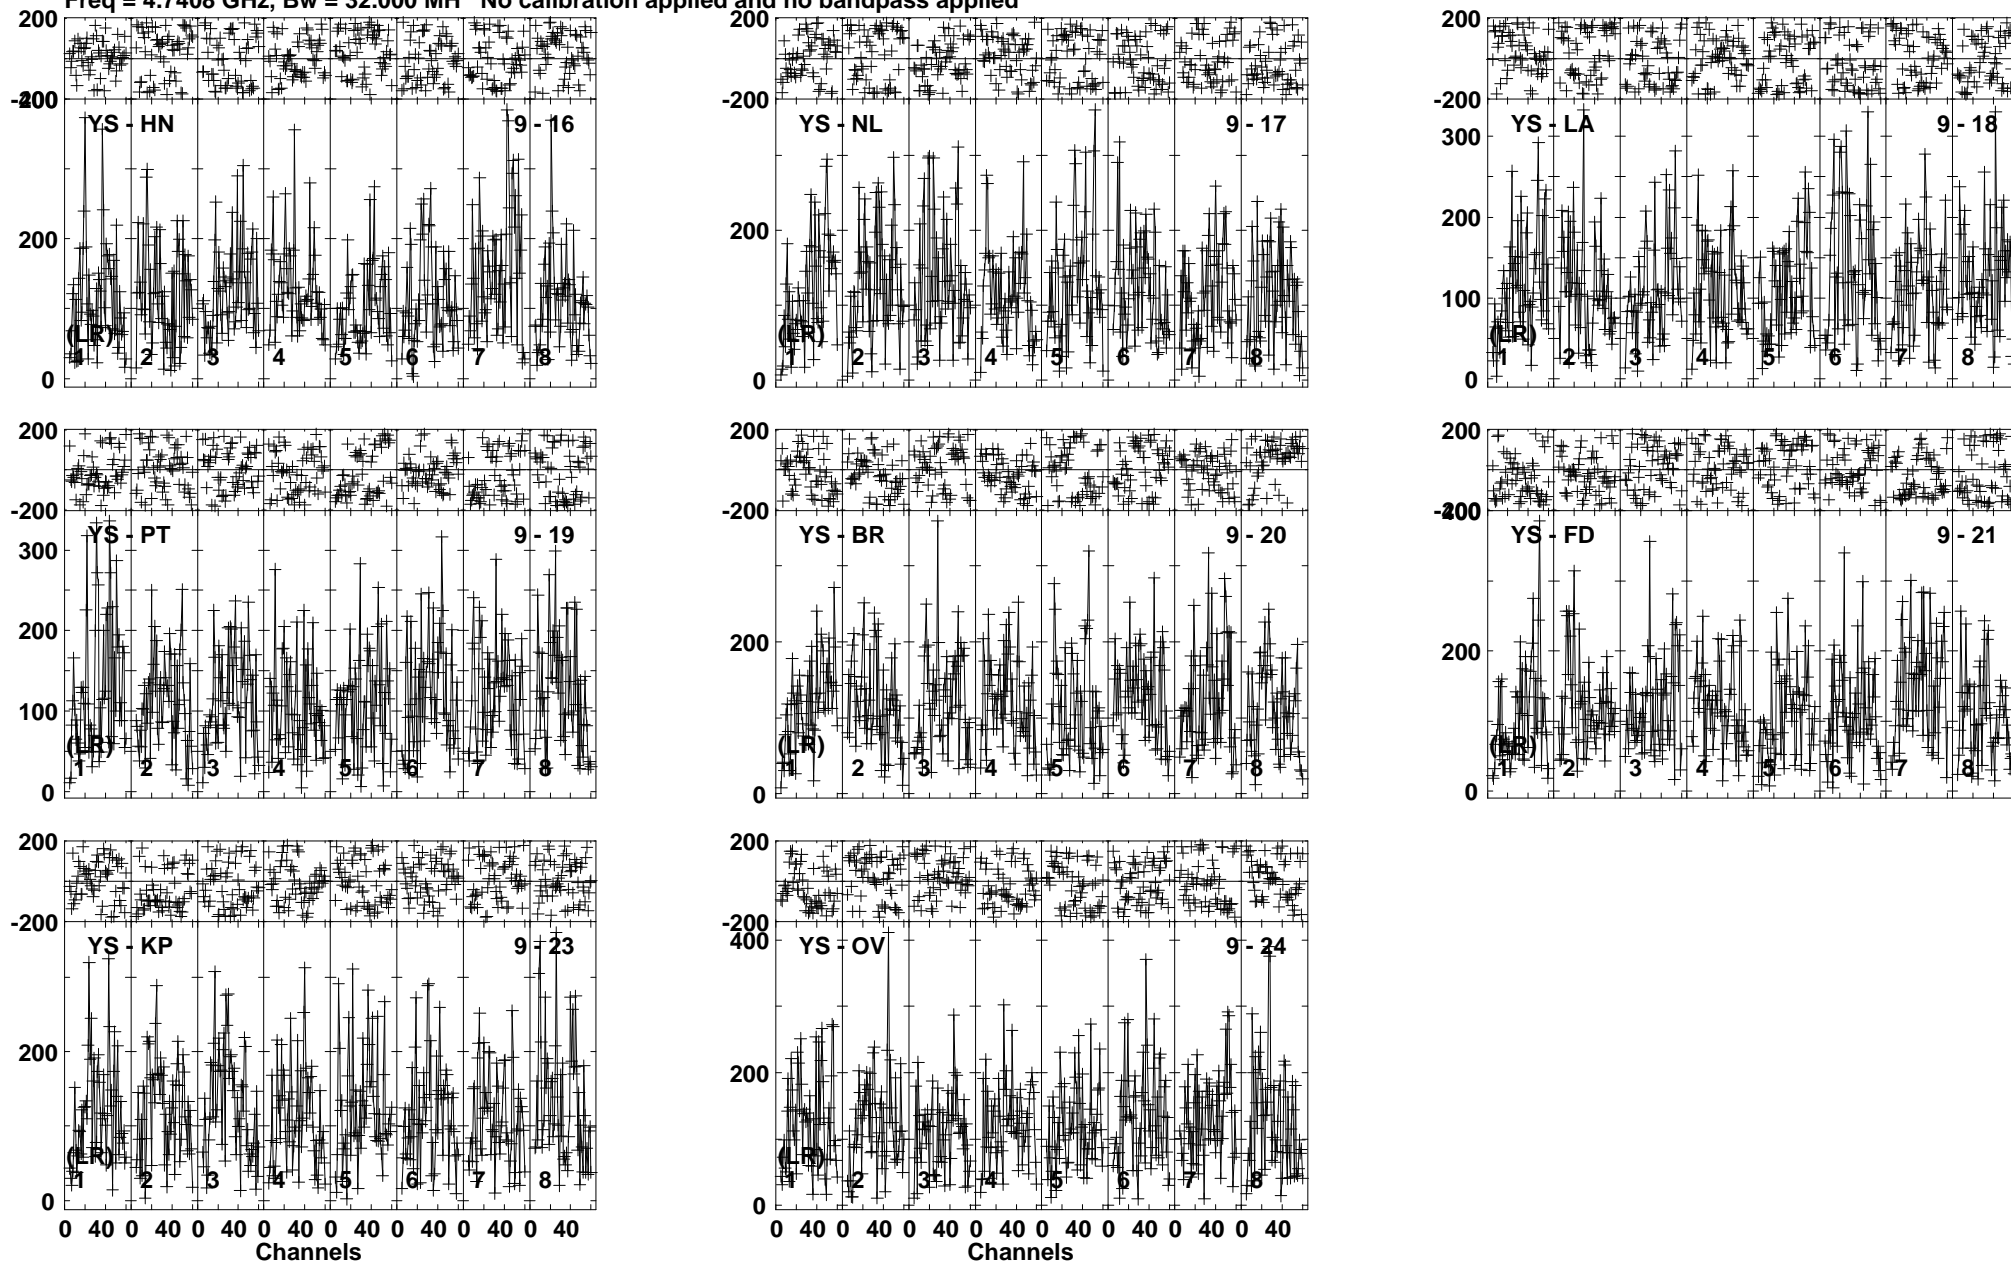 Freq = 4.7408 GHz, Bw = 32.000 MH No calibration applied and no bandpass applied
200 200 200
-200 -200 -200
400
YS - HN 9 - 16 YS - NL 9 - 17 YS - LA 9 - 18
300
200 200 200
100
(LR) (LR) (LR)
1 2 3 4 5 6 7 8 1 2 3 4 5 6 7 8 1 2 3 4 5 6 7 8
0 0 0
200 200 200
-200 -200 -200
400
YS - PT 9 - 19 YS - BR 9 - 20 YS - FD 9 - 21
300
200 200 200
100
(LR) (LR) (LR)
1 2 3 4 5 6 7 8 1 2 3 4 5 6 7 8 1 2 3 4 5 6 7 8
0 0 0
200 200
-200 -200
400
YS - KP 9 - 23 YS - OV 9 - 24
200 200
(LR) (LR)
1 2 3 4 5 6 7 8 1 2 3 4 5 6 7 8
0 0
0 40 0 40 0 40 0 40 0 40 0 40 0 40 0 40 0 40 0 40 0 40 0 40 0 40 0 40 0 40 0 40
Channels Channels